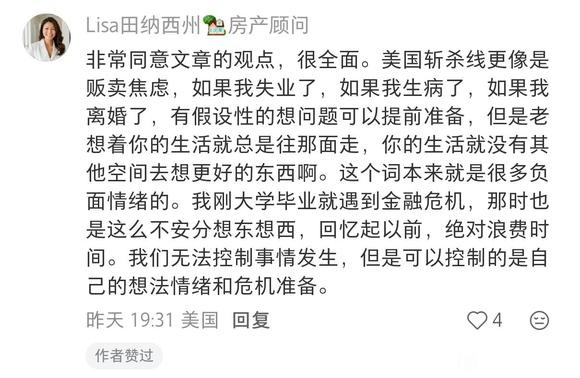 Lisa田纳西州🏡房产顾问
非常同意文章的观点，很全面。美国斩杀线更像是
贩卖焦虑，如果我失业了，如果我生病了，如果我
离婚了，有假设性的想问题可以提前准备，但是老
想着你的生活就总是往那面走，你的生活就没有其
他空间去想更好的东西啊。这个词本来就是很多负
面情绪的。我刚大学毕业就遇到金融危机，那时也
是这么不安分想东想西，回忆起以前，绝对浪费时
间。我们无法控制事情发生，但是可以控制的是自
己的想法情绪和危机准备。
昨天 19:31 美国 回复 4
作者赞过